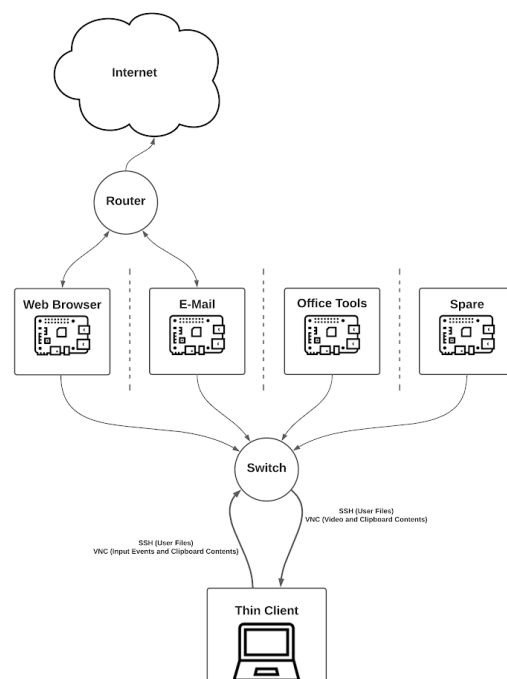 Internet
Router
Web Browser
E-Mail
Office Tools
Spare
Switch
SSH (User Files)
VNC (Video and Clipboard Contents)
SSH (User Files)
VNC (Input Events and Clipboard Contents)
Thin Client